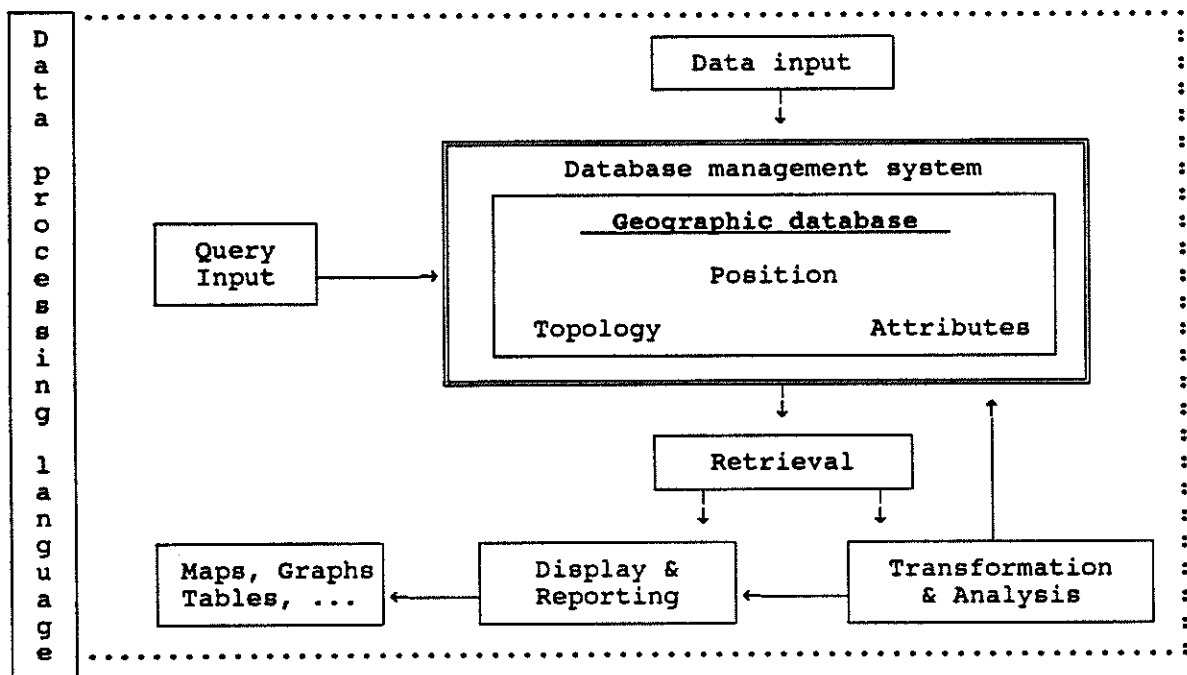 Data processing language
Data input
Database management system
Geographic database
Position
Topology Attributes
Query
Input
Retrieval
Maps, Graphs
Tables, ...
Display &
Reporting
Transformation
& Analysis